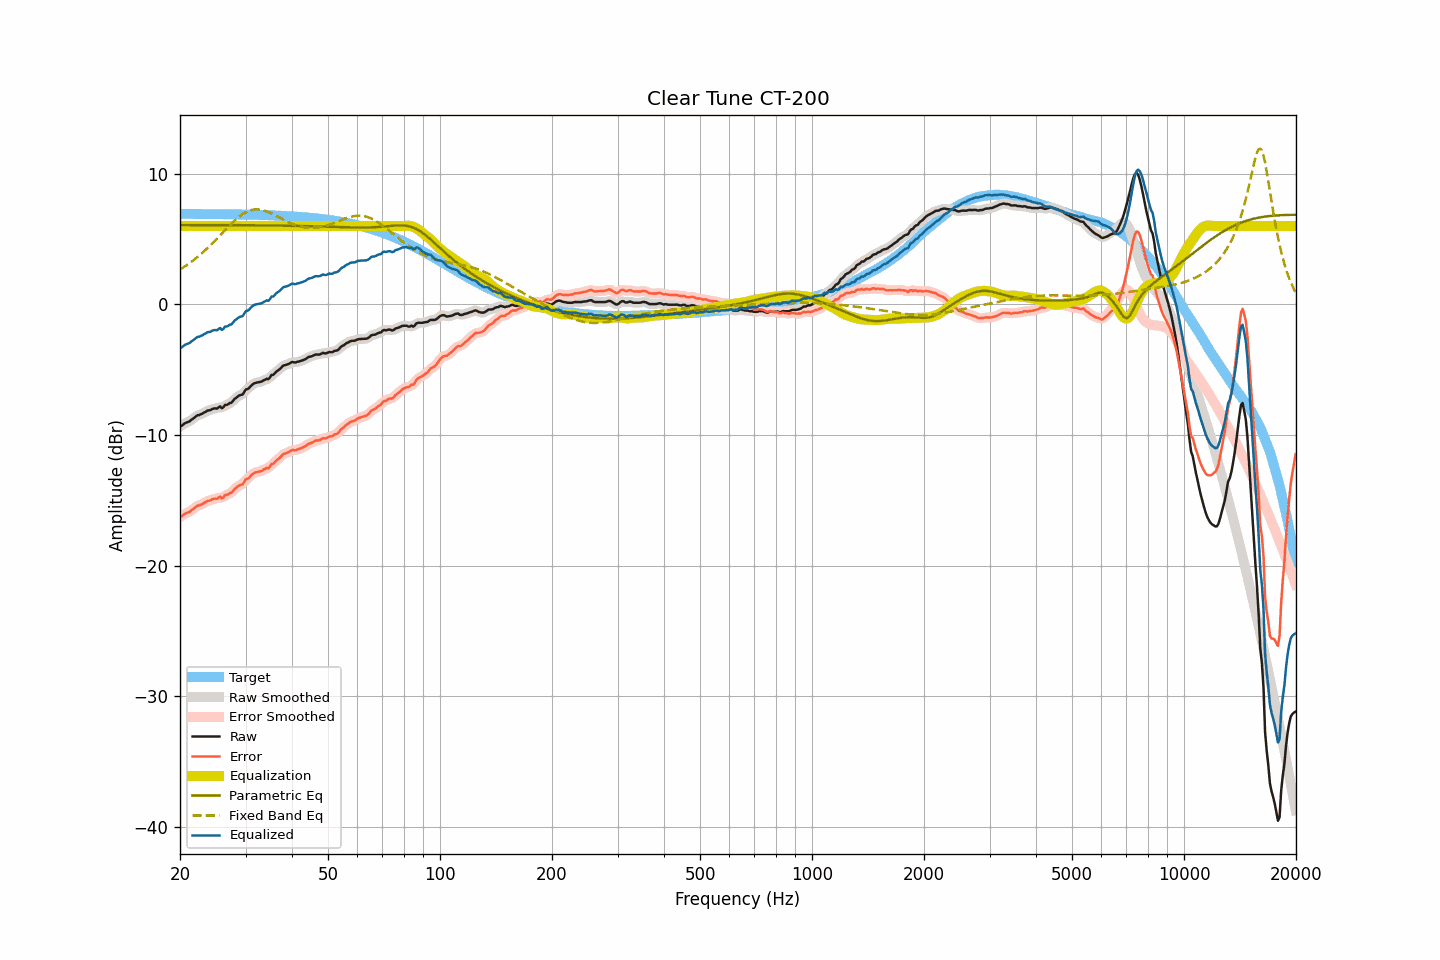 Clear Tune CT-200
Amplitude (dBr)
10
0
−10
−20
−30
−40
Target
Raw Smoothed
Error Smoothed
Raw
Error
Equalization
Parametric Eq
Fixed Band Eq
Equalized
20 50 100 200 500 1000 2000 5000 10000 20000
Frequency (Hz)